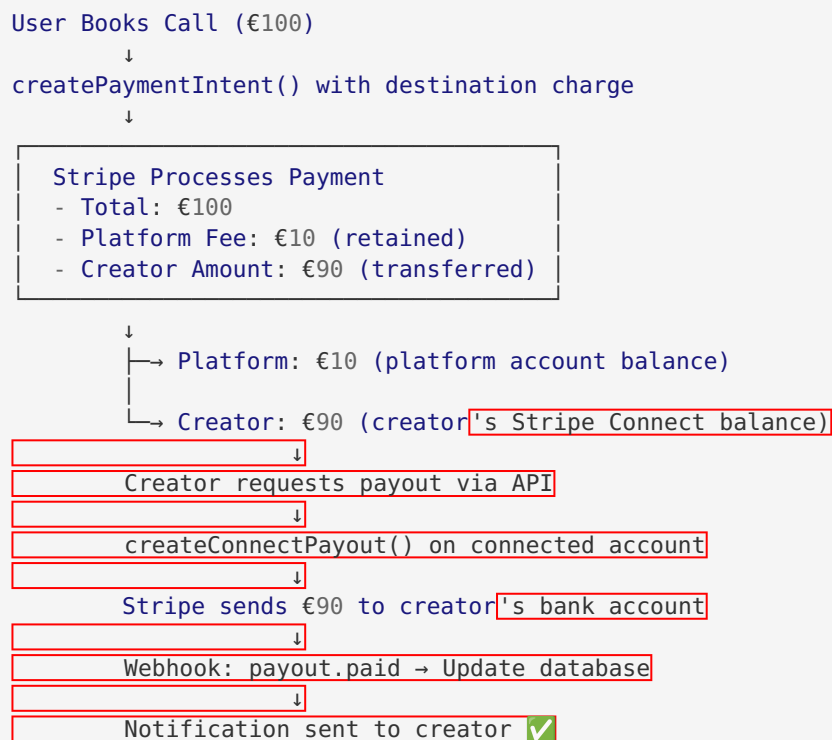 User Books Call (€100)
↓
createPaymentIntent() with destination charge
↓
Stripe Processes Payment
- Total: €100
- Platform Fee: €10 (retained)
- Creator Amount: €90 (transferred)
↓
├─→ Platform: €10 (platform account balance)
│
└─→ Creator: €90 (creator's Stripe Connect balance)
↓
Creator requests payout via API
↓
createConnectPayout() on connected account
↓
Stripe sends €90 to creator's bank account
↓
Webhook: payout.paid → Update database
↓
Notification sent to creator ✅